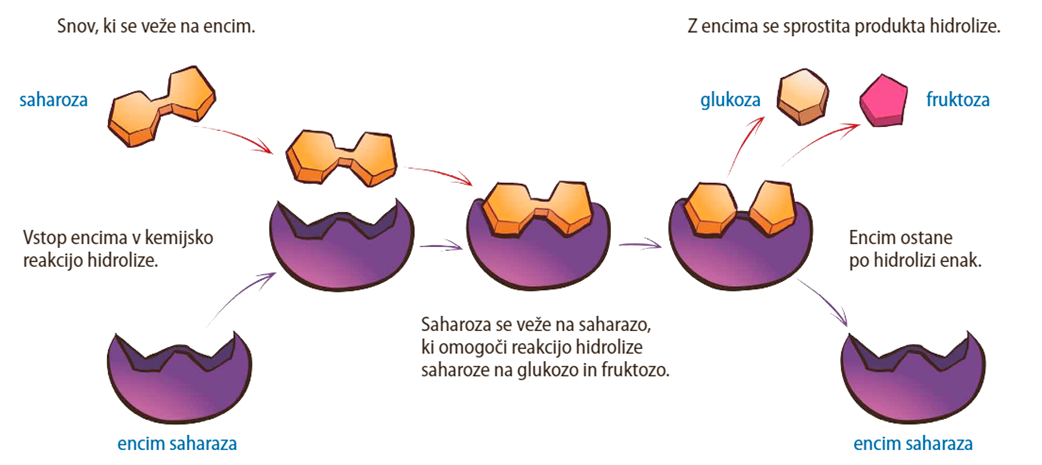 Snov, ki se veže na encim.
Z encima se sprostita produkta hidrolize.
saharoza
glukoza
fruktoza
Vstop encima v kemijsko
reakcijo hidrolize.
Encim ostane
po hidrolizi enak.
Saharoza se veže na saharazo,
ki omogoči reakcijo hidrolize
saharoze na glukozo in fruktozo.
encim saharaza
encim saharaza